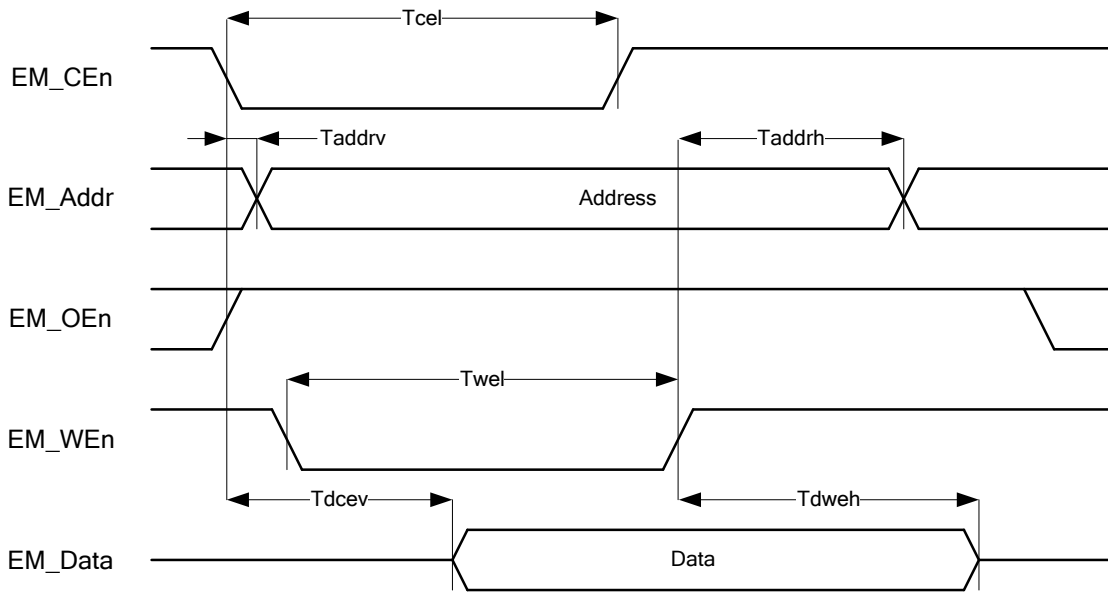 Tcel
EM_CEn
Taddrv
Taddrh
EM_Addr
Address
EM_OEn
Twel
EM_WEn
Tdcev
Tdweh
EM_Data
Data